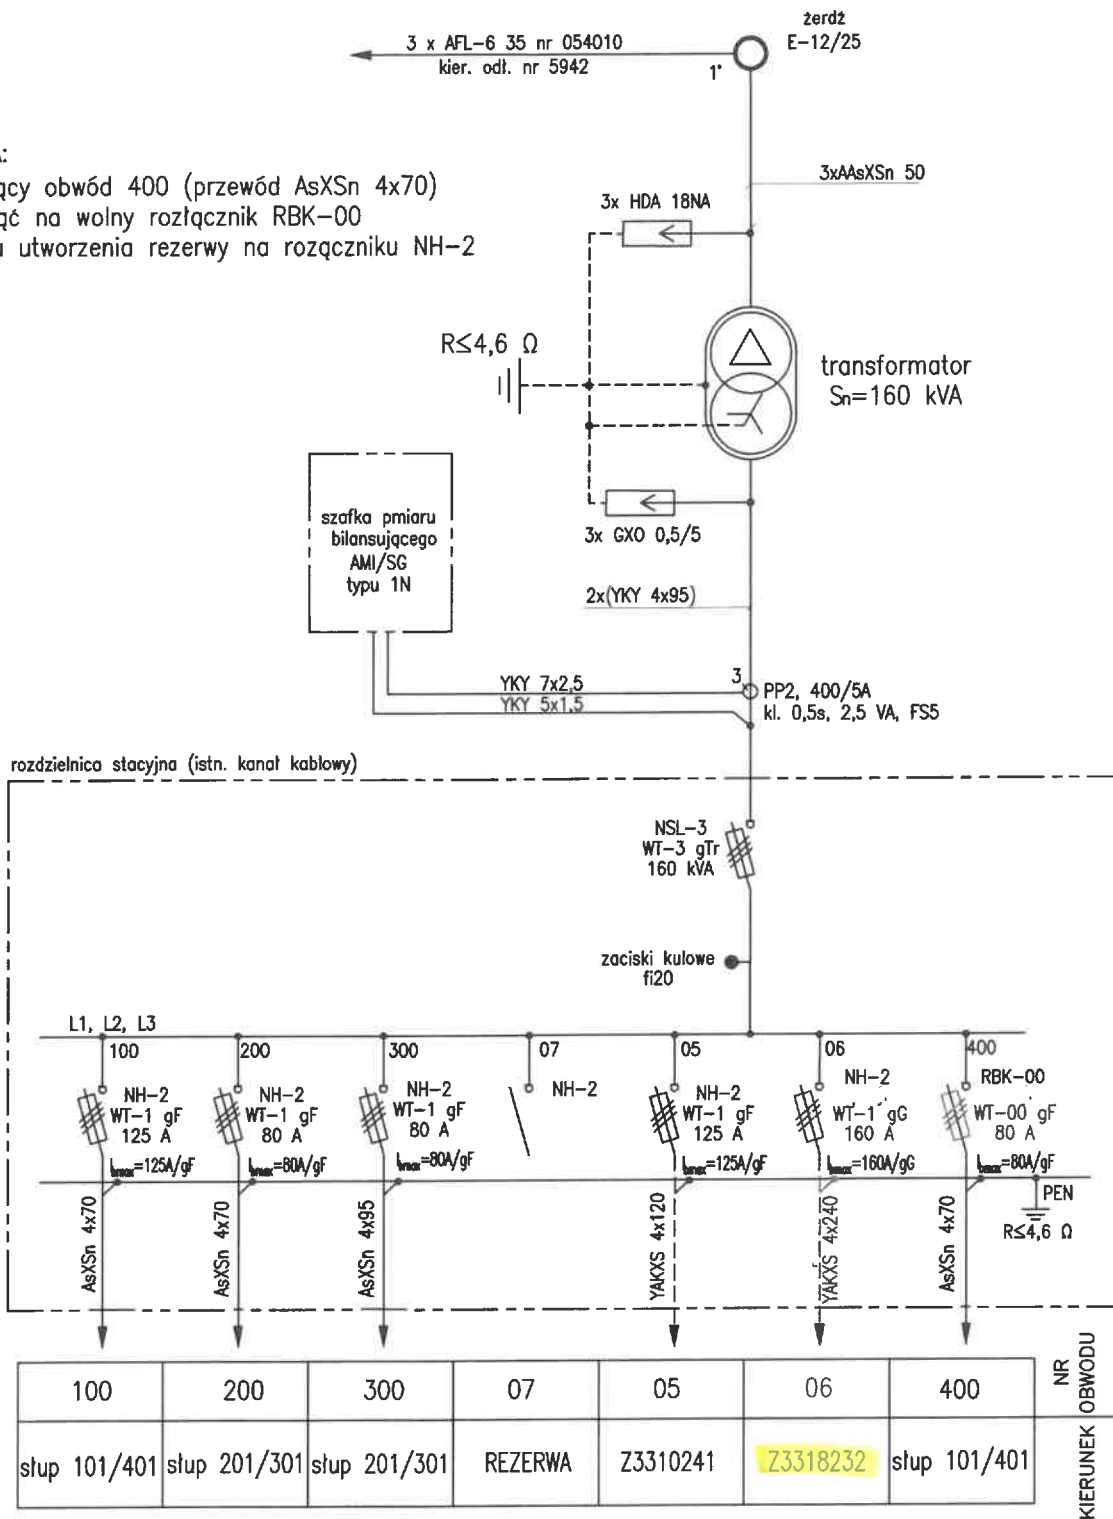 żerdź
E-12/25
3 x AFL-6 35 nr 054010
kier. odł. nr 5942
1'
3xAAsXSn 50
ący obwód 400 (przewód AsXSn 4x70)
ąć na wolny rozłącznik RBK-00
u utworzenia rezerwy na rozączniku NH-2
3x HDA 18NA
R≤4,6 Ω
transformator
Sn=160 kVA
szafka pmiaru
bilansującego
AMI/SG
typu 1N
3x GXO 0,5/5
2x(YKY 4x95)
YKY 7x2,5
YKY 5x1,5
3
PP2, 400/5A
kl. 0,5s, 2,5 VA, FS5
rozdzielnica stacyjna (istn. kanał kablowy)
NSL-3
WT-3 gTr
160 kVA
zaciski kulowe
fi20
L1, L2, L3
100 200 300 07 05 06 400
NH-2
WT-1 gF
125 A
Ibmax=125A/gF
NH-2
WT-1 gF
80 A
Ibmax=80A/gF
NH-2
WT-1 gF
80 A
Ibmax=80A/gF
NH-2
NH-2
WT-1 gF
125 A
Ibmax=125A/gF
NH-2
WT-1 gG
160 A
Ibmax=160A/gG
RBK-00
WT-00 gF
80 A
Ibmax=80A/gF
PEN
R≤4,6 Ω
AsXSn 4x70
AsXSn 4x70
AsXSn 4x95
YAKXS 4x120
YAKXS 4x240
AsXSn 4x70
100 200 300 07 05 06 400
NR
OBWODU
słup 101/401 słup 201/301 słup 201/301 REZERWA Z3310241 Z3318232 słup 101/401
KIERUNEK